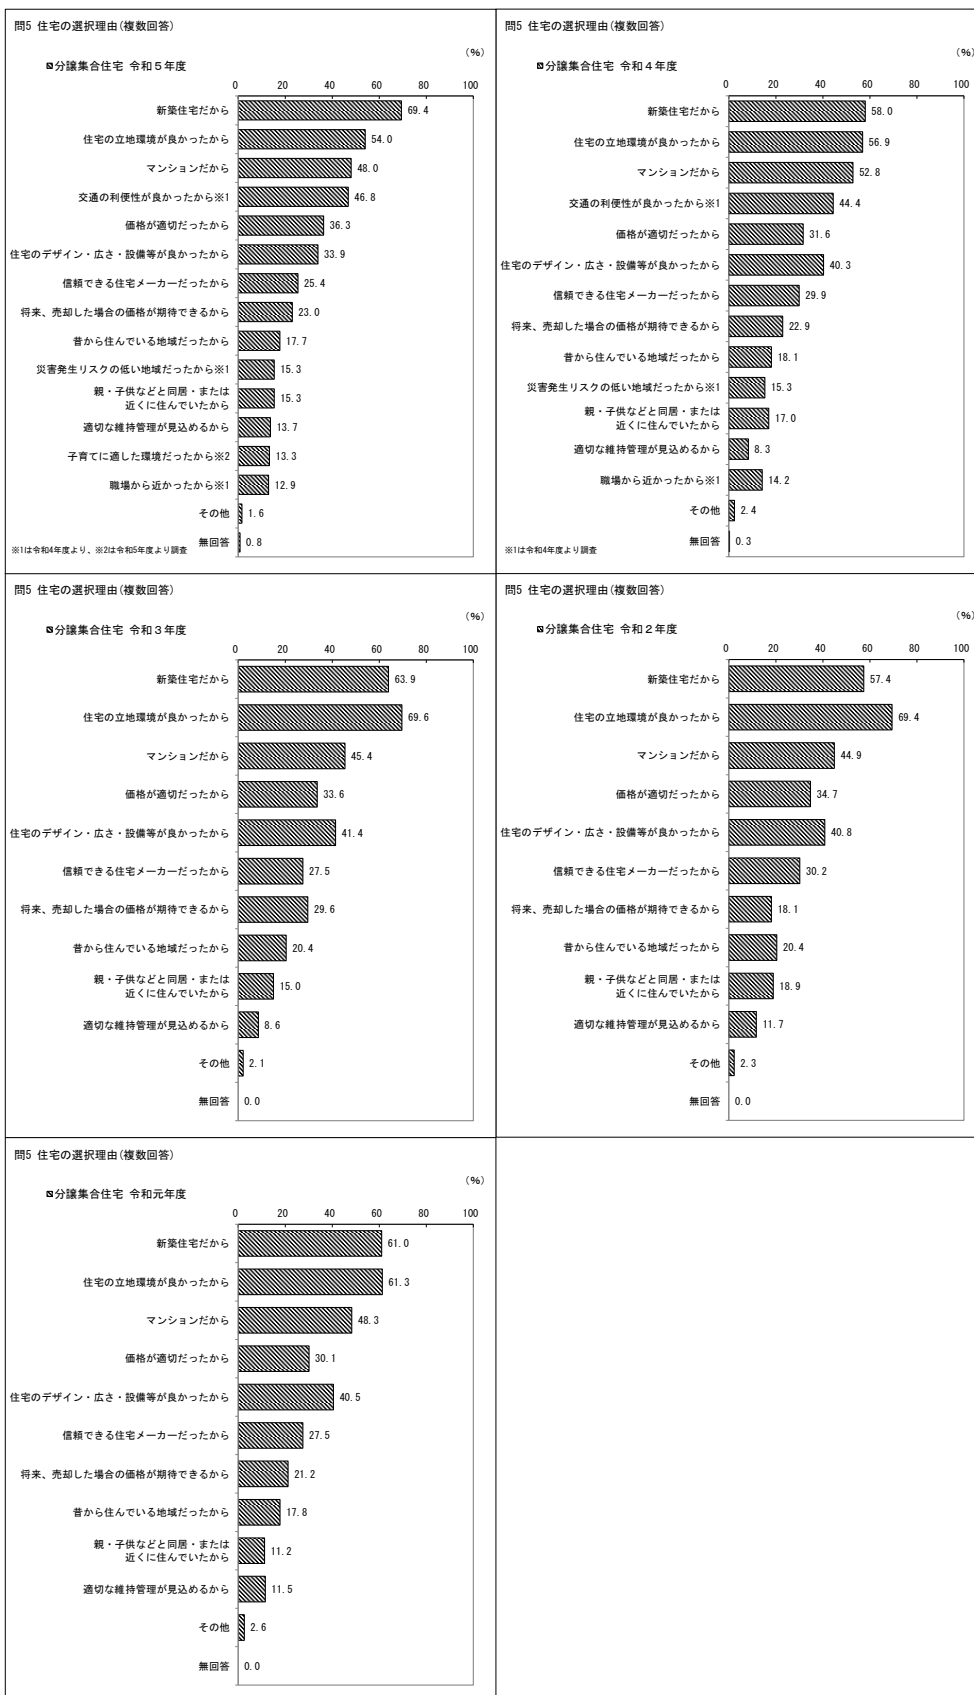 問5 住宅の選択理由(複数回答)
(%)
分譲集合住宅 令和5年度
0 20 40 60 80 100
新築住宅だから 69.4
住宅の立地環境が良かったから 54.0
マンションだから 48.0
交通の利便性が良かったから※1 46.8
価格が適切だったから 36.3
住宅のデザイン・広さ・設備等が良かったから 33.9
信頼できる住宅メーカーだったから 25.4
将来、売却した場合の価格が期待できるから 23.0
昔から住んでいる地域だったから 17.7
災害発生リスクの低い地域だったから※1 15.3
親・子供などと同居・または
近くに住んでいたから 15.3
適切な維持管理が見込めるから 13.7
子育てに適した環境だったから※2 13.3
職場から近かったから※1 12.9
その他 1.6
無回答 0.8
※1は令和4年度より、※2は令和5年度より調査
問5 住宅の選択理由(複数回答)
(%)
分譲集合住宅 令和4年度
0 20 40 60 80 100
新築住宅だから 58.0
住宅の立地環境が良かったから 56.9
マンションだから 52.8
交通の利便性が良かったから※1 44.4
価格が適切だったから 31.6
住宅のデザイン・広さ・設備等が良かったから 40.3
信頼できる住宅メーカーだったから 29.9
将来、売却した場合の価格が期待できるから 22.9
昔から住んでいる地域だったから 18.1
災害発生リスクの低い地域だったから※1 15.3
親・子供などと同居・または
近くに住んでいたから 17.0
適切な維持管理が見込めるから 8.3
職場から近かったから※1 14.2
その他 2.4
無回答 0.3
※1は令和4年度より調査
問5 住宅の選択理由(複数回答)
(%)
分譲集合住宅 令和3年度
0 20 40 60 80 100
新築住宅だから 63.9
住宅の立地環境が良かったから 69.6
マンションだから 45.4
価格が適切だったから 33.6
住宅のデザイン・広さ・設備等が良かったから 41.4
信頼できる住宅メーカーだったから 27.5
将来、売却した場合の価格が期待できるから 29.6
昔から住んでいる地域だったから 20.4
親・子供などと同居・または
近くに住んでいたから 15.0
適切な維持管理が見込めるから 8.6
その他 2.1
無回答 0.0
問5 住宅の選択理由(複数回答)
(%)
分譲集合住宅 令和2年度
0 20 40 60 80 100
新築住宅だから 57.4
住宅の立地環境が良かったから 69.4
マンションだから 44.9
価格が適切だったから 34.7
住宅のデザイン・広さ・設備等が良かったから 40.8
信頼できる住宅メーカーだったから 30.2
将来、売却した場合の価格が期待できるから 18.1
昔から住んでいる地域だったから 20.4
親・子供などと同居・または
近くに住んでいたから 18.9
適切な維持管理が見込めるから 11.7
その他 2.3
無回答 0.0
問5 住宅の選択理由(複数回答)
(%)
分譲集合住宅 令和元年度
0 20 40 60 80 100
新築住宅だから 61.0
住宅の立地環境が良かったから 61.3
マンションだから 48.3
価格が適切だったから 30.1
住宅のデザイン・広さ・設備等が良かったから 40.5
信頼できる住宅メーカーだったから 27.5
将来、売却した場合の価格が期待できるから 21.2
昔から住んでいる地域だったから 17.8
親・子供などと同居・または
近くに住んでいたから 11.2
適切な維持管理が見込めるから 11.5
その他 2.6
無回答 0.0